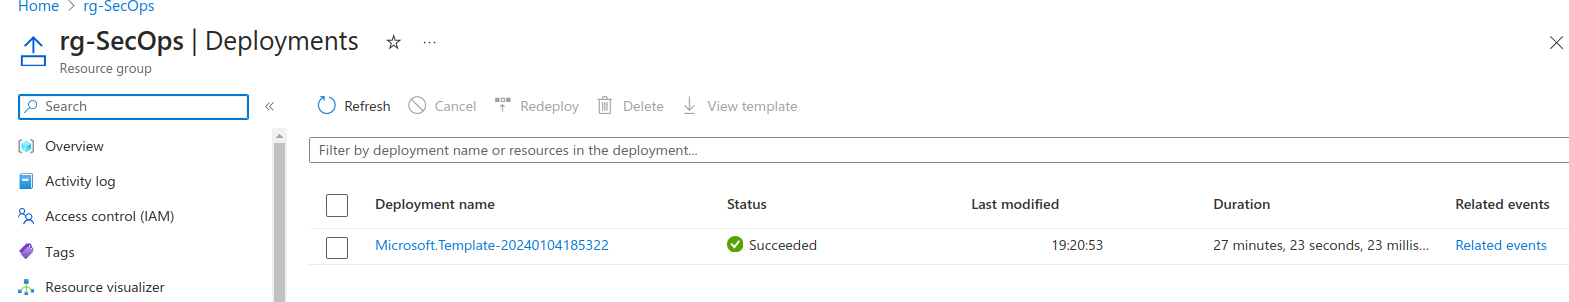 Home > rg-SecOps
rg-SecOps | Deployments ...
Resource group
Search
«
Refresh Cancel Redeploy Delete View template
Overview
Activity log
Access control (IAM)
Tags
Resource visualizer
Filter by deployment name or resources in the deployment...
Deployment name Status Last modified Duration Related events
Microsoft.Template-20240104185322 Succeeded 19:20:53 27 minutes, 23 seconds, 23 millis... Related events